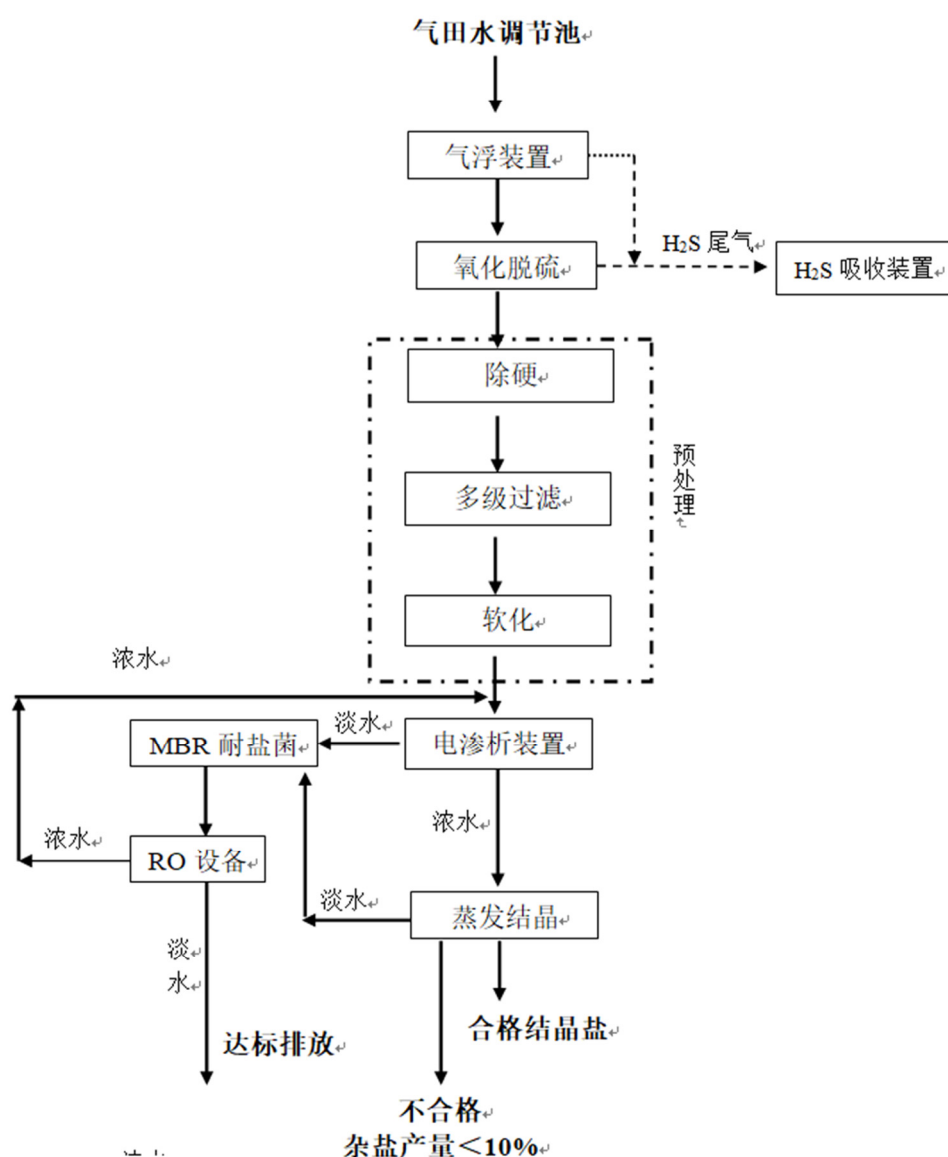 气田水调节池
气浮装置
氧化脱硫
H2S 尾气
H2S 吸收装置
除硬
多级过滤
软化
预
处
理
浓水
MBR 耐盐菌
淡水
电渗析装置
浓水
浓水
RO 设备
淡水
蒸发结晶
淡
水
达标排放
合格结晶盐
不合格
杂盐产量＜10%